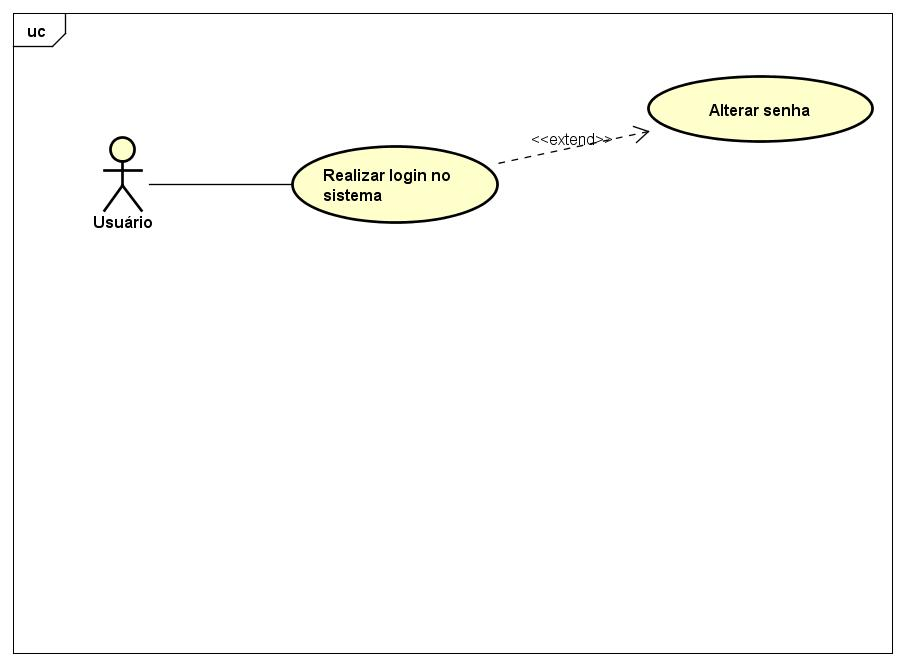 uc
Alterar senha
<<extend>>
Realizar login no
sistema
Usuário